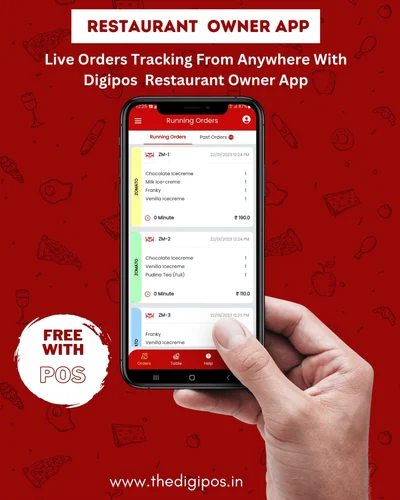 RESTAURANT OWNER APP
Live Orders Tracking From Anywhere With
Digipos Restaurant Owner App
Running Orders
Running Orders Past Orders
ZM-1
Chocolate Icecreme 1
Milk Ice-creme 1
Franky 1
Vanilla Icecreme 1
ZOMATO
0 Minute ₹ 190.0
ZM-2
Chocolate Icecreme 1
Venilla Icecreme 1
Pudina Tea (Full) 1
ZOMATO
0 Minute ₹ 110.0
ZM-3
Franky 1
Venilla Icecreme
Orders Table Help
FREE
WITH
POS
www.thedigipos.in